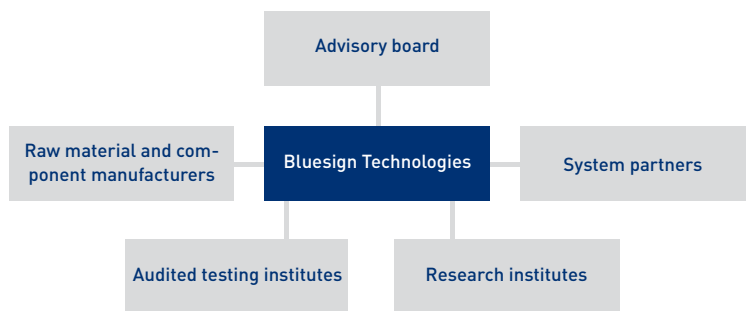 Advisory board
Raw material and com-
ponent manufacturers
Bluesign Technologies
System partners
Audited testing institutes
Research institutes